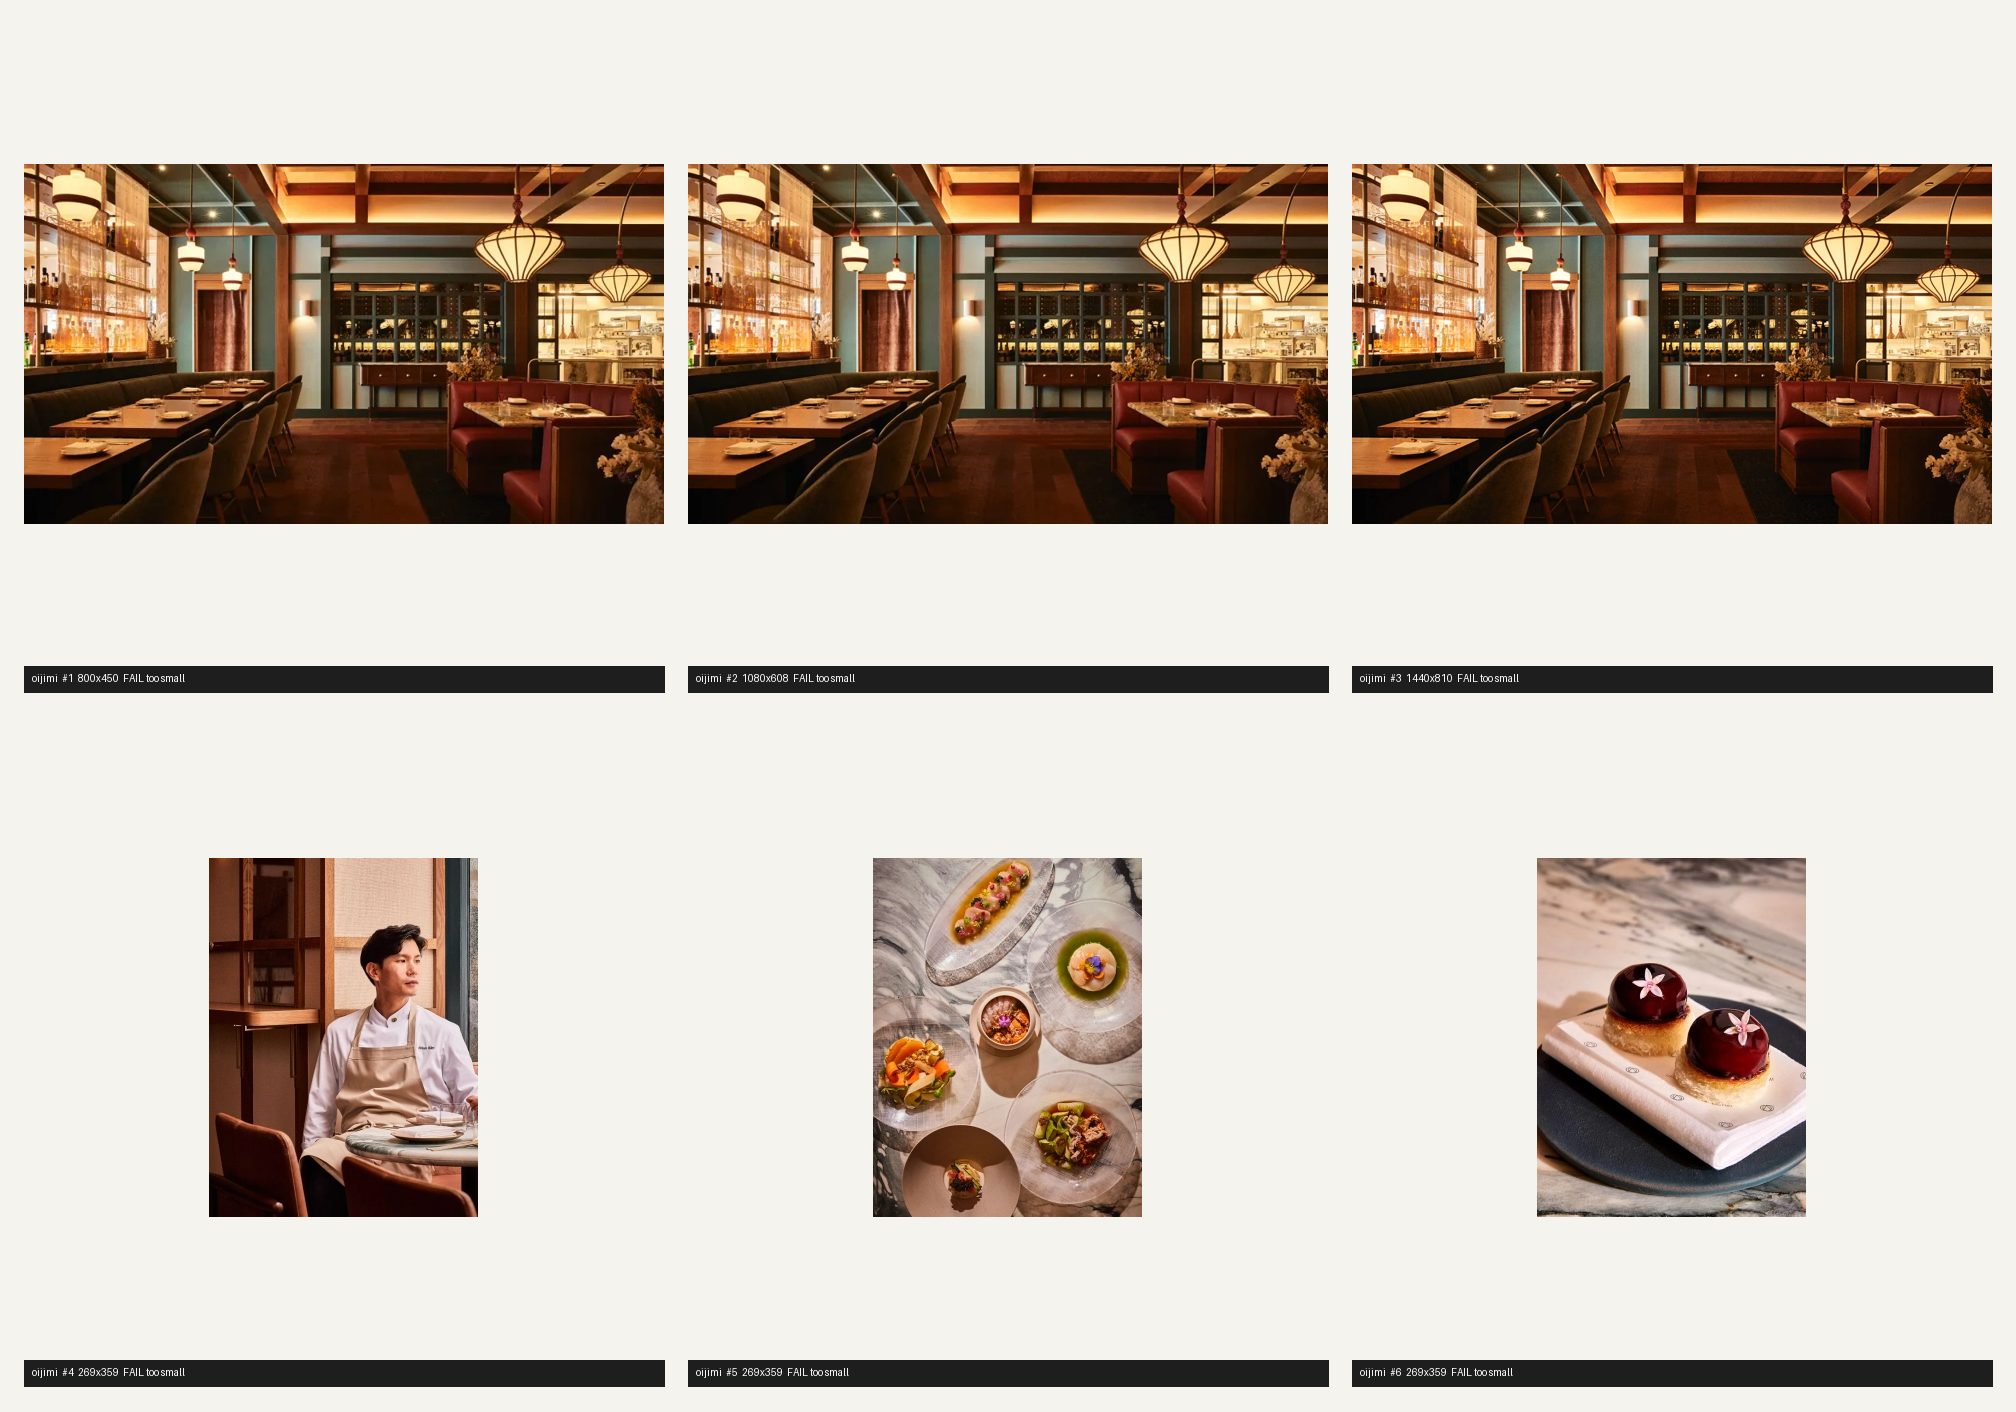 oijimi #1 800x450 FAIL toosmall
oijimi #2 1080x608 FAIL toosmall
oijimi #3 1440x810 FAIL toosmall
oijimi #4 269x359 FAIL toosmall
oijimi #5 269x359 FAIL toosmall
oijimi #6 269x359 FAIL toosmall